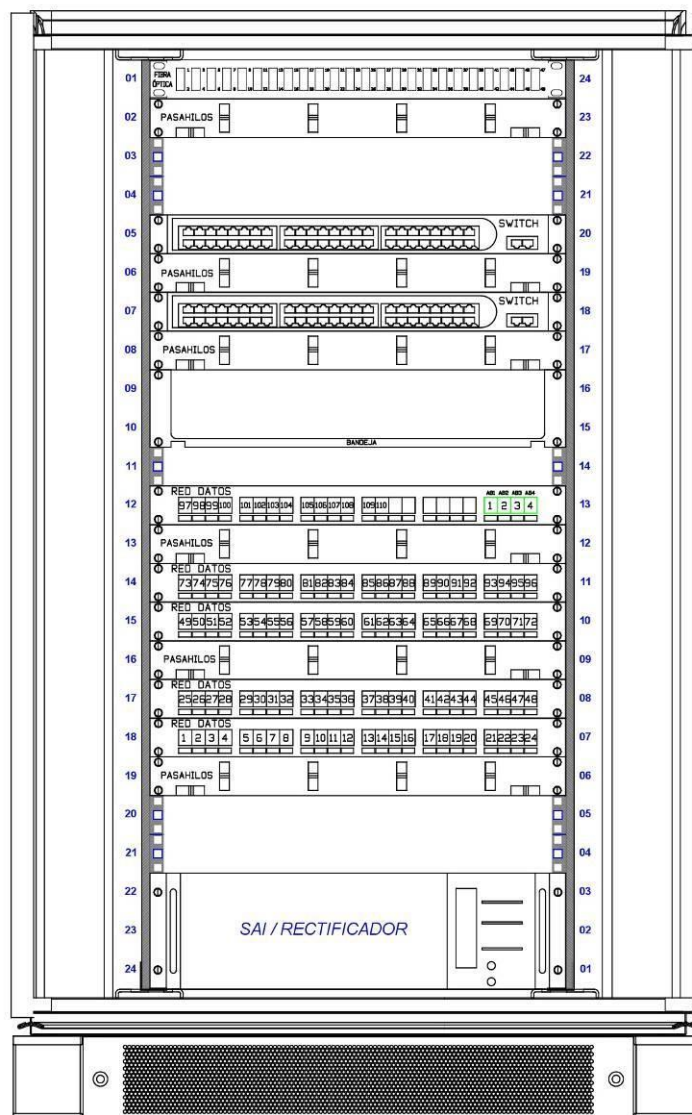 01 FIBRA ÓPTICA 24
02 PASAHILOS 23
03 22
04 21
05 SWITCH 20
06 PASAHILOS 19
07 SWITCH 18
08 PASAHILOS 17
09 16
10 15
BANDEJA
11 14
RED DATOS AG1 AG2 AG3 AG4
12 97 98 99 100 101 102 103 104 105 106 107 108 109 110 1 2 3 4 13
13 PASAHILOS 12
RED DATOS
14 73 74 75 76 77 78 79 80 81 82 83 84 85 86 87 88 89 90 91 92 93 94 95 96 11
RED DATOS
15 49 50 51 52 53 54 55 56 57 58 59 60 61 62 63 64 65 66 67 68 69 70 71 72 10
16 PASAHILOS 09
RED DATOS
17 25 26 27 28 29 30 31 32 33 34 35 36 37 38 39 40 41 42 43 44 45 46 47 48 08
RED DATOS
18 1 2 3 4 5 6 7 8 9 10 11 12 13 14 15 16 17 18 19 20 21 22 23 24 07
19 PASAHILOS 06
20 05
21 04
22 03
23 SAI / RECTIFICADOR 02
24 01